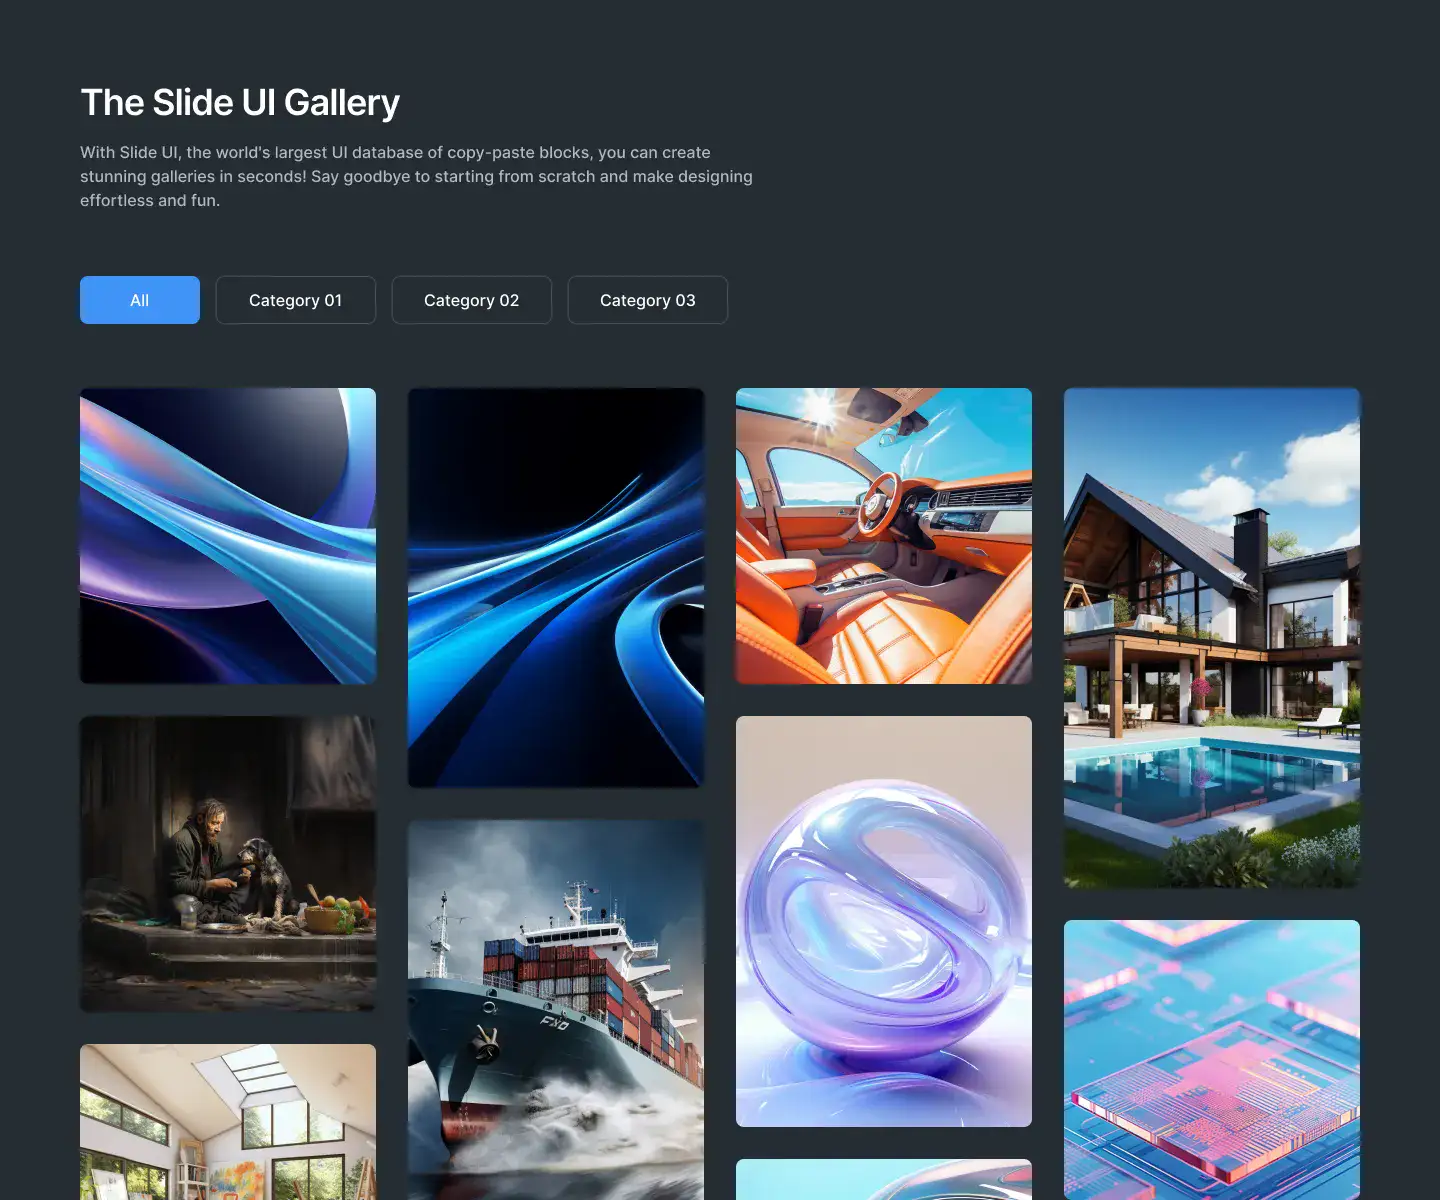 The Slide UI Gallery
With Slide UI, the world's largest UI database of copy-paste blocks, you can create
stunning galleries in seconds! Say goodbye to starting from scratch and make designing
effortless and fun.
All
Category 01
Category 02
Category 03